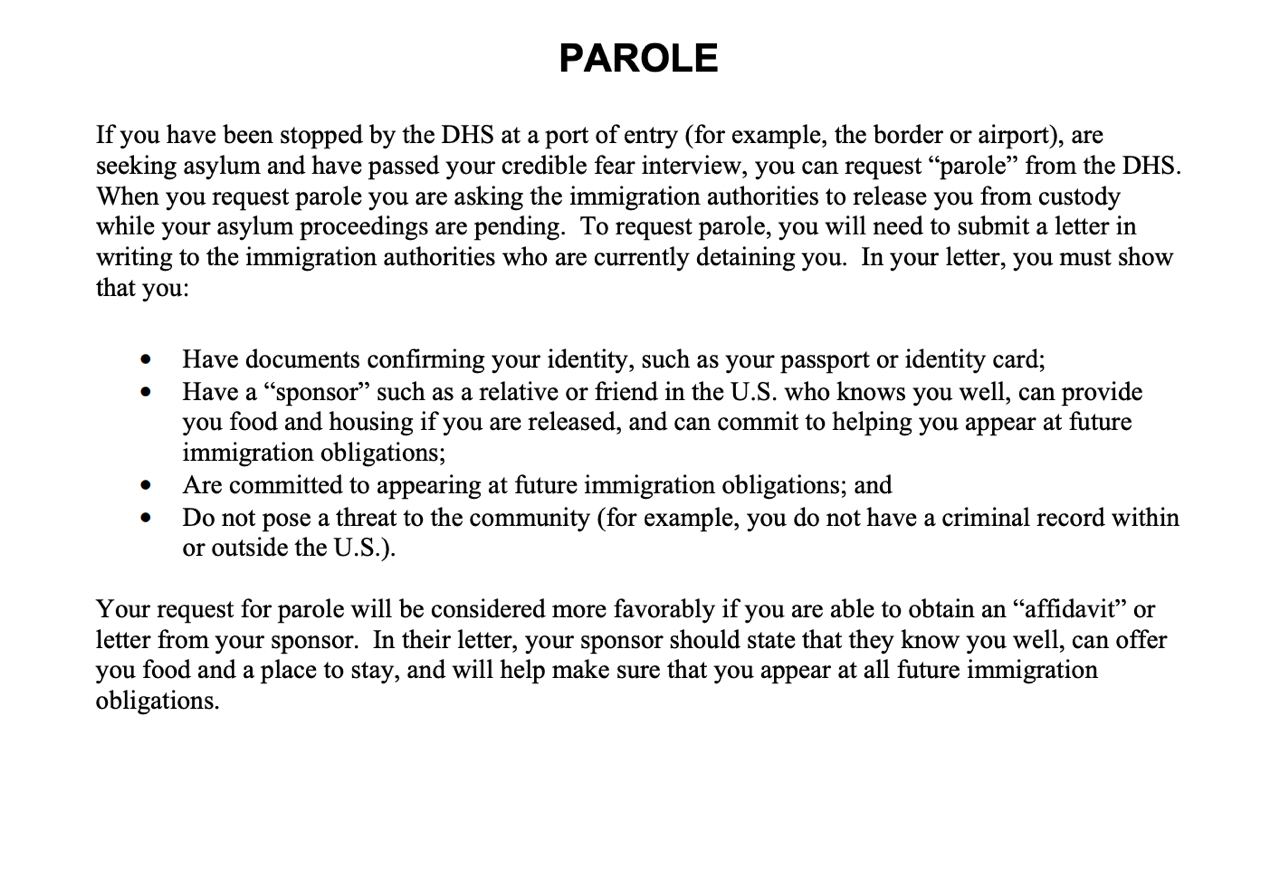 PAROLE
If you have been stopped by the DHS at a port of entry (for example, the border or airport), are
seeking asylum and have passed your credible fear interview, you can request “parole” from the DHS.
When you request parole you are asking the immigration authorities to release you from custody
while your asylum proceedings are pending.  To request parole, you will need to submit a letter in
writing to the immigration authorities who are currently detaining you.  In your letter, you must show
that you:
• Have documents confirming your identity, such as your passport or identity card;
• Have a “sponsor” such as a relative or friend in the U.S. who knows you well, can provide
you food and housing if you are released, and can commit to helping you appear at future
immigration obligations;
• Are committed to appearing at future immigration obligations; and
• Do not pose a threat to the community (for example, you do not have a criminal record within
or outside the U.S.).
Your request for parole will be considered more favorably if you are able to obtain an “affidavit” or
letter from your sponsor.  In their letter, your sponsor should state that they know you well, can offer
you food and a place to stay, and will help make sure that you appear at all future immigration
obligations.